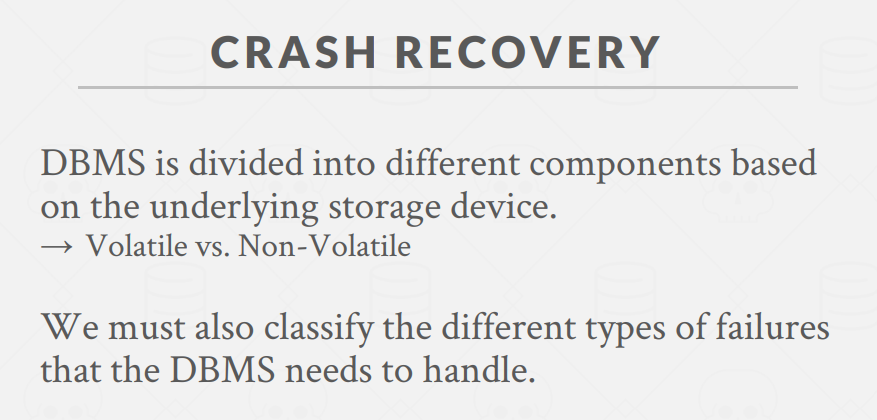 CRASH RECOVERY
DBMS is divided into different components based
on the underlying storage device.
→ Volatile vs. Non-Volatile
We must also classify the different types of failures
that the DBMS needs to handle.